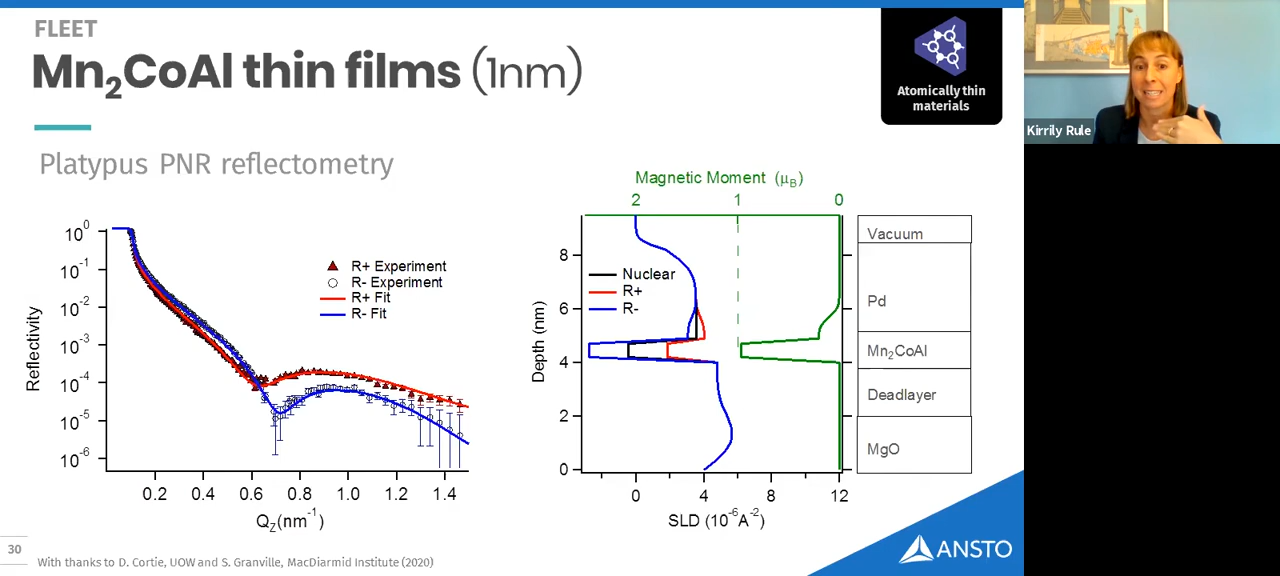 FLEET
Mn₂CoAl thin films (1nm)
Atomically thin
materials
Kirrily Rule
Platypus PNR reflectometry
Reflectivity
10⁰
10⁻¹
10⁻²
10⁻³
10⁻⁴
10⁻⁵
10⁻⁶
R+ Experiment
R- Experiment
R+ Fit
R- Fit
0.2 0.4 0.6 0.8 1.0 1.2 1.4
Q_Z(nm⁻¹)
Magnetic Moment (μ_B)
2 1 0
Depth (nm)
8
6
4
2
0
Nuclear
R+
R-
0 4 8 12
SLD (10⁻⁶A⁻²)
Vacuum
Pd
Mn₂CoAl
Deadlayer
MgO
30
With thanks to D. Cortie, UOW and S. Granville, MacDiarmid Institute (2020)
ANSTO